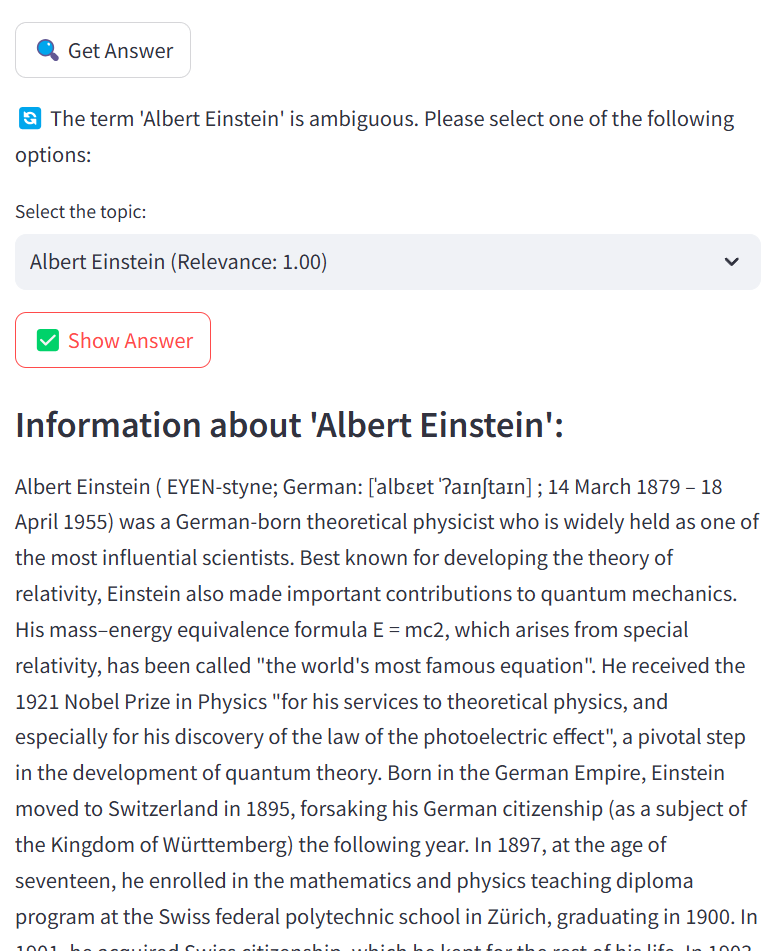 Get Answer
The term 'Albert Einstein' is ambiguous. Please select one of the following
options:
Select the topic:
Albert Einstein (Relevance: 1.00)
Show Answer
Information about 'Albert Einstein':
Albert Einstein ( EYEN-styne; German: [ˈalbɛɐt ˈʔaɪnʃtaɪn] ; 14 March 1879 – 18
April 1955) was a German-born theoretical physicist who is widely held as one of
the most influential scientists. Best known for developing the theory of
relativity, Einstein also made important contributions to quantum mechanics.
His mass–energy equivalence formula E = mc2, which arises from special
relativity, has been called "the world's most famous equation". He received the
1921 Nobel Prize in Physics "for his services to theoretical physics, and
especially for his discovery of the law of the photoelectric effect", a pivotal step
in the development of quantum theory. Born in the German Empire, Einstein
moved to Switzerland in 1895, forsaking his German citizenship (as a subject of
the Kingdom of Württemberg) the following year. In 1897, at the age of
seventeen, he enrolled in the mathematics and physics teaching diploma
program at the Swiss federal polytechnic school in Zürich, graduating in 1900. In
1901, he acquired Swiss citizenship, which he kept for the rest of his life. In 1903